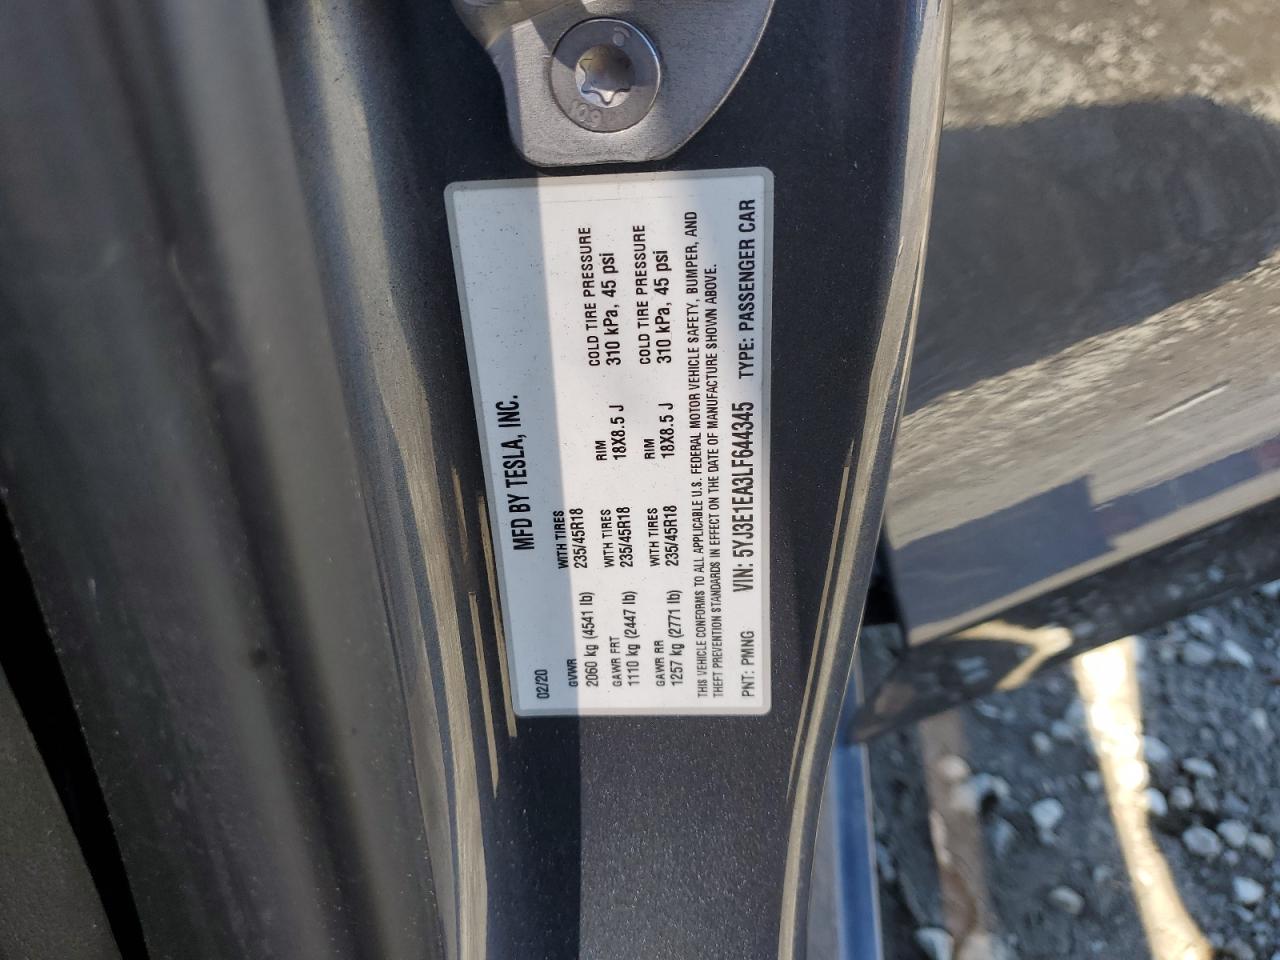 10.9
MFD BY TESLA, INC.
02/20
GVWR WITH TIRES
2060 kg (4541 lb) 235/45R18
GAWR FRT WITH TIRES RIM COLD TIRE PRESSURE
1110 kg (2447 lb) 235/45R18 18X8.5 J 310 kPa, 45 psi
GAWR RR WITH TIRES RIM COLD TIRE PRESSURE
1257 kg (2771 lb) 235/45R18 18X8.5 J 310 kPa, 45 psi
THIS VEHICLE CONFORMS TO ALL APPLICABLE U.S. FEDERAL MOTOR VEHICLE SAFETY, BUMPER, AND
THEFT PREVENTION STANDARDS IN EFFECT ON THE DATE OF MANUFACTURE SHOWN ABOVE.
PNT: PMNG VIN: 5YJ3E1EA3LF644345 TYPE: PASSENGER CAR